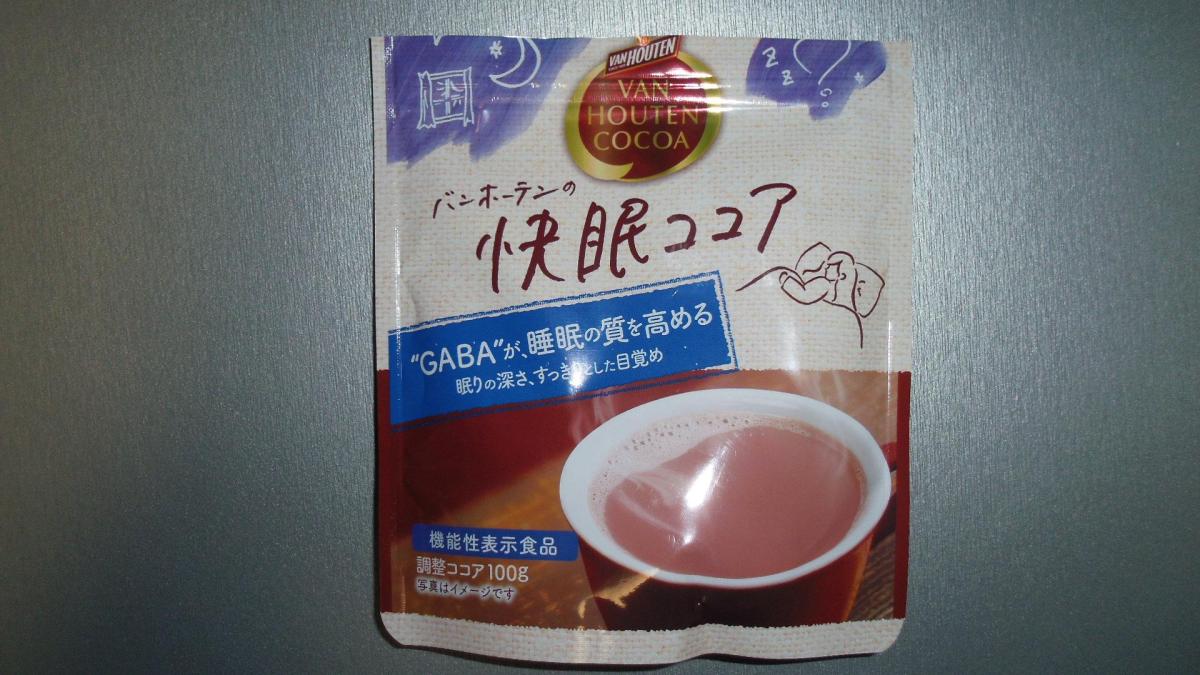 VAN HOUTEN
VAN
HOUTEN
COCOA
バンホーテンの
快眠ココア
"GABA"が、睡眠の質を高める
眠りの深さ、すっきりとした目覚め
機能性表示食品
調整ココア100g
写真はイメージです